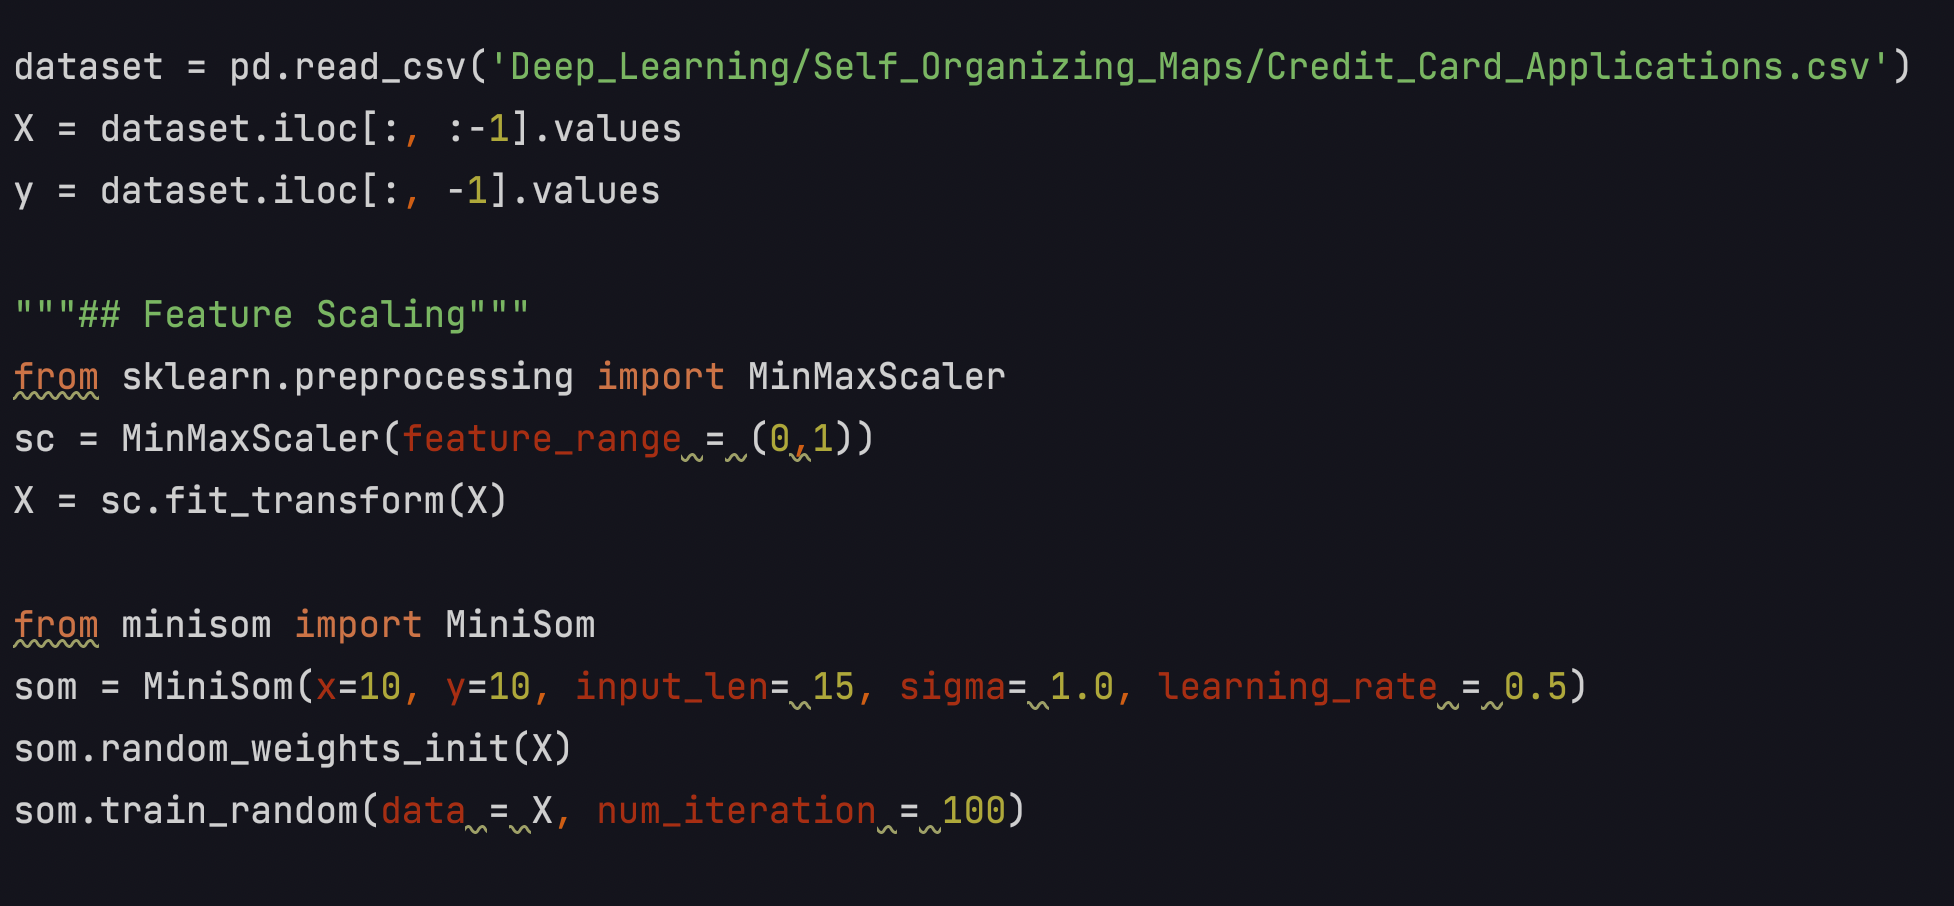 dataset = pd.read_csv('Deep_Learning/Self_Organizing_Maps/Credit_Card_Applications.csv')
X = dataset.iloc[:, :-1].values
y = dataset.iloc[:, -1].values
"""## Feature Scaling"""
from sklearn.preprocessing import MinMaxScaler
sc = MinMaxScaler(feature_range = (0,1))
X = sc.fit_transform(X)
from minisom import MiniSom
som = MiniSom(x=10, y=10, input_len= 15, sigma= 1.0, learning_rate = 0.5)
som.random_weights_init(X)
som.train_random(data = X, num_iteration = 100)